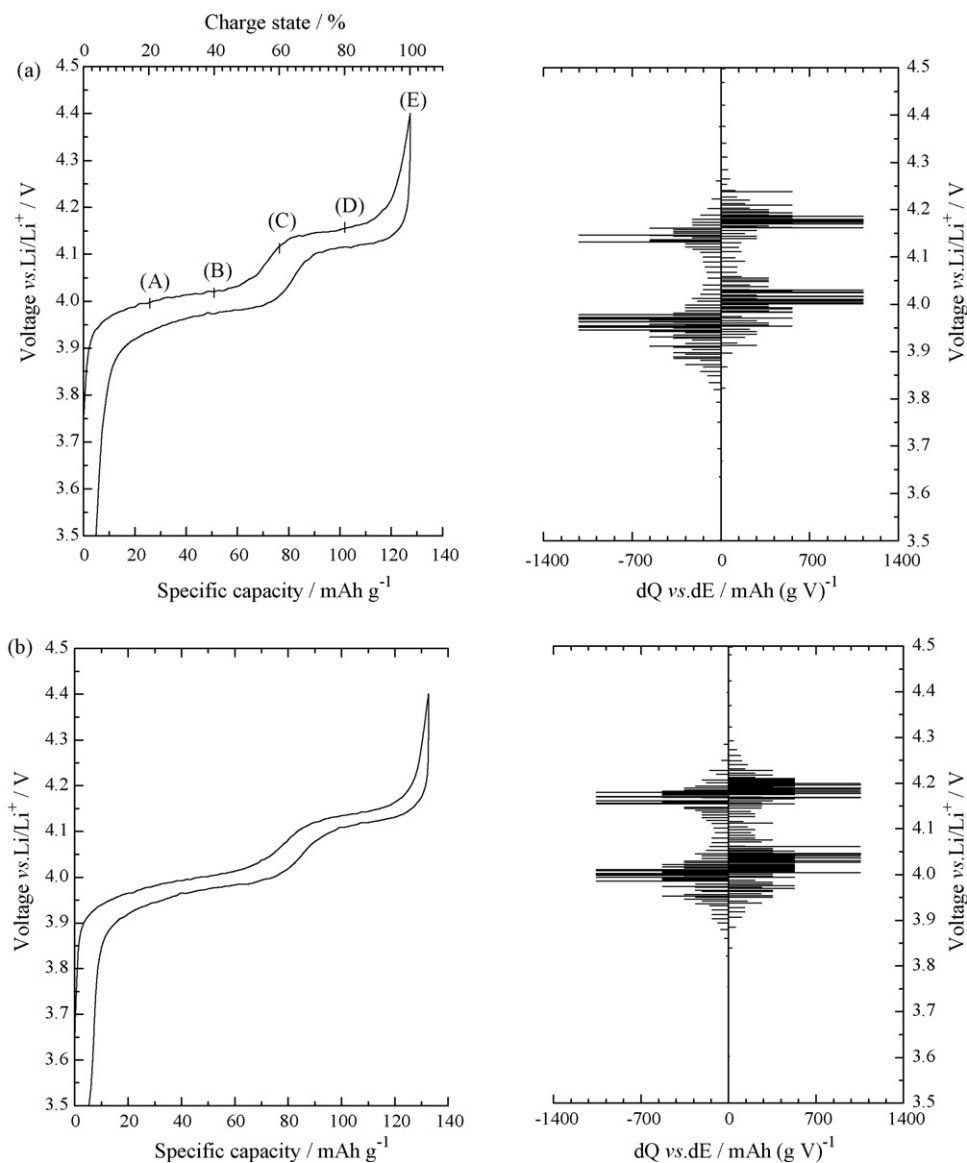 Charge state / %
0 20 40 60 80 100
(a)
4.5
4.4
4.3
4.2
4.1
4.0
3.9
3.8
3.7
3.6
3.5
Voltage vs.Li/Li⁺ / V
(A)
(B)
(C)
(D)
(E)
0 20 40 60 80 100 120 140
Specific capacity / mAh g⁻¹
4.5
4.4
4.3
4.2
4.1
4.0
3.9
3.8
3.7
3.6
3.5
Voltage vs.Li/Li⁺ / V
-1400 -700 0 700 1400
dQ vs.dE / mAh (g V)⁻¹
(b)
4.5
4.4
4.3
4.2
4.1
4.0
3.9
3.8
3.7
3.6
3.5
Voltage vs.Li/Li⁺ / V
0 20 40 60 80 100 120 140
Specific capacity / mAh g⁻¹
4.5
4.4
4.3
4.2
4.1
4.0
3.9
3.8
3.7
3.6
3.5
Voltage vs.Li/Li⁺ / V
-1400 -700 0 700 1400
dQ vs.dE / mAh (g V)⁻¹